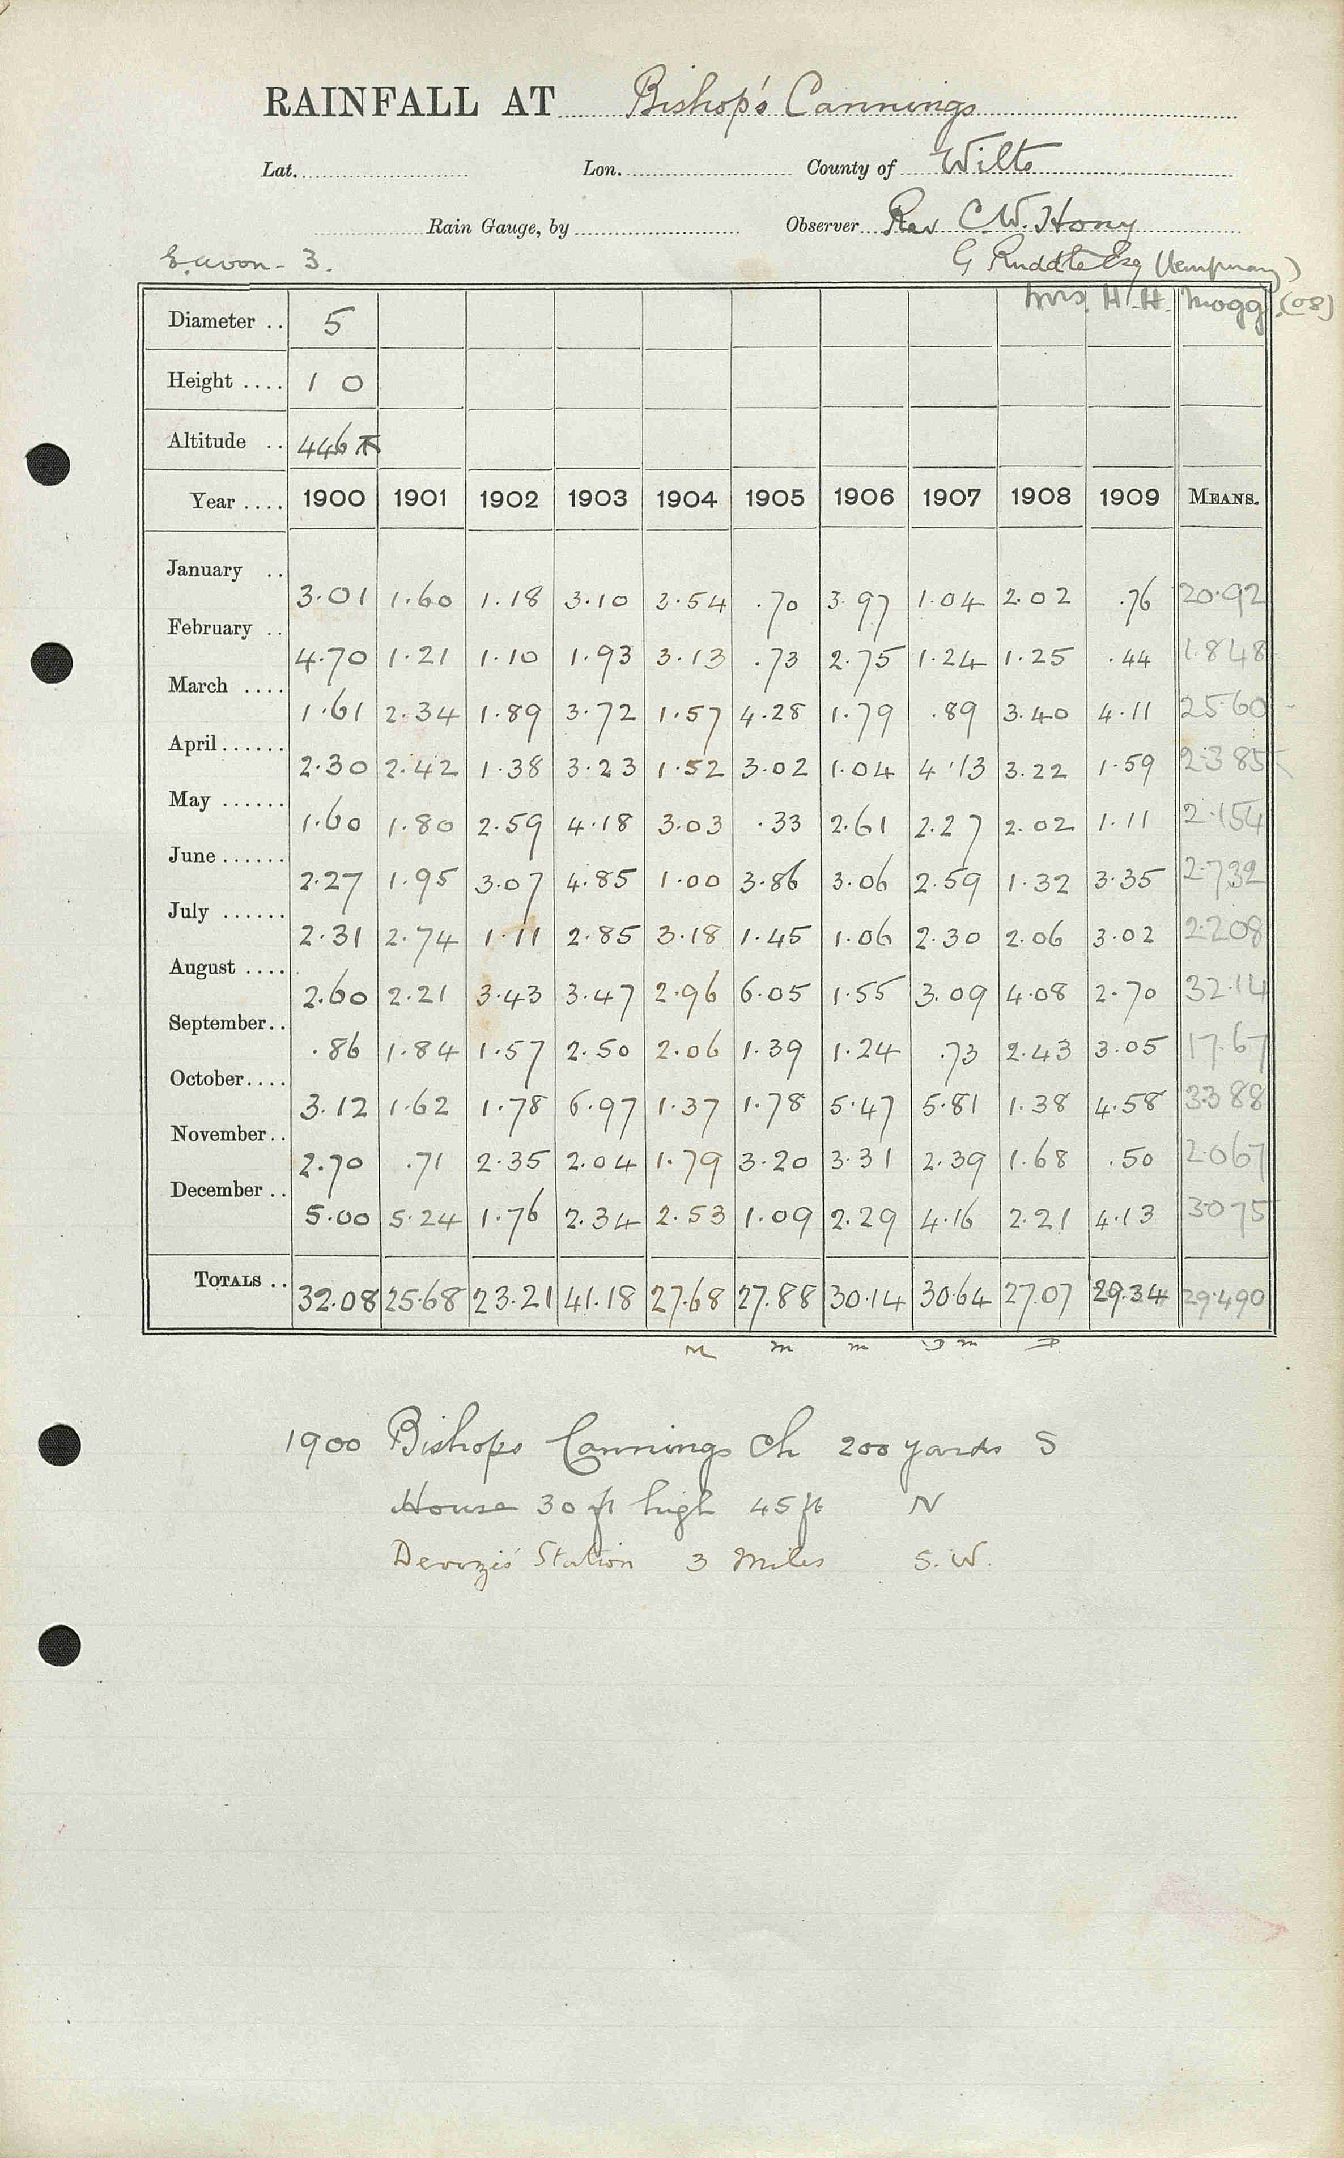 RAINFALL AT Bishop's Cannings
Lat. Lon. County of Wilts
Rain Gauge, by Observer Rev C.W. Hony
E. Avon - 3. G Ruddle Esq (temporary)
Mrs. H. H. Mogg. (08)
Diameter .. 5
Height .... 1 0
Altitude .. 446
Year .... 1900 1901 1902 1903 1904 1905 1906 1907 1908 1909 MEANS.
January .. 3.01 1.60 1.18 3.10 3.54 .70 3.97 1.04 2.02 .76 20.92
February .. 4.70 1.21 1.10 1.93 3.13 .73 2.75 1.24 1.25 .44 1.848
March .... 1.61 2.34 1.89 3.72 1.57 4.28 1.79 .89 3.40 4.11 2560
April ...... 2.30 2.42 1.38 3.23 1.52 3.02 1.04 4.13 3.22 1.59 2385
May ...... 1.60 1.80 2.59 4.18 3.03 .33 2.61 2.27 2.02 1.11 2.154
June ...... 2.27 1.95 3.07 4.85 1.00 3.86 3.06 2.59 1.32 3.35 2.732
July ...... 2.31 2.74 1.11 2.85 3.18 1.45 1.06 2.30 2.06 3.02 2.208
August .... 2.60 2.21 3.43 3.47 2.96 6.05 1.55 3.09 4.08 2.70 32.14
September .. .86 1.84 1.57 2.50 2.06 1.39 1.24 .73 2.43 3.05 17.67
October .... 3.12 1.62 1.78 6.97 1.37 1.78 5.47 5.81 1.38 4.58 3388
November .. 2.70 .71 2.35 2.04 1.79 3.20 3.31 2.39 1.68 .50 2067
December .. 5.00 5.24 1.76 2.34 2.53 1.09 2.29 4.16 2.21 4.13 3075
TOTALS .. 32.08 25.68 23.21 41.18 27.68 27.88 30.14 30.64 27.07 29.34 29.490
M m m m
1900 Bishops Cannings Ch 200 yards S
House 30 ft high 45 ft N
Devizes Station 3 Miles S.W.